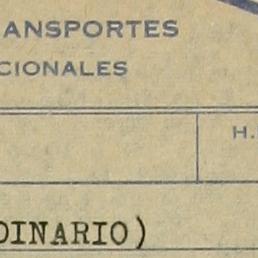 ANSPORTES
CIONALES
H.
DINARIO)